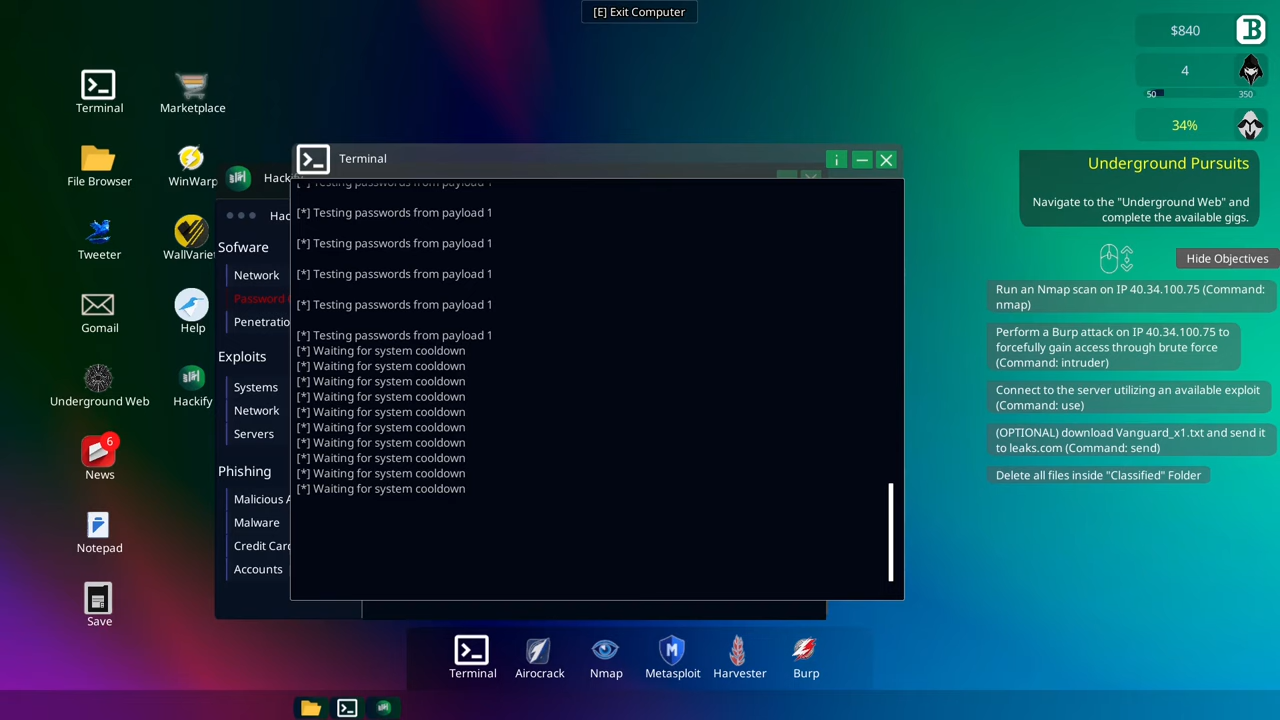 [E] Exit Computer
$840
4
50
350
34%
Underground Pursuits
Navigate to the "Underground Web" and
complete the available gigs.
Hide Objectives
Run an Nmap scan on IP 40.34.100.75 (Command:
nmap)
Perform a Burp attack on IP 40.34.100.75 to
forcefully gain access through brute force
(Command: intruder)
Connect to the server utilizing an available exploit
(Command: use)
(OPTIONAL) download Vanguard_x1.txt and send it
to leaks.com (Command: send)
Delete all files inside "Classified" Folder
Terminal
Marketplace
File Browser
WinWarp
Tweeter
WallVarie
Gomail
Help
Underground Web
Hackify
6
News
Notepad
Save
Hack
Hac
Sofware
Network
Password
Penetratio
Exploits
Systems
Network
Servers
Phishing
Malicious A
Malware
Credit Car
Accounts
Terminal
i
[*] Testing passwords from payload 1
[*] Testing passwords from payload 1
[*] Testing passwords from payload 1
[*] Testing passwords from payload 1
[*] Testing passwords from payload 1
[*] Testing passwords from payload 1
[*] Waiting for system cooldown
[*] Waiting for system cooldown
[*] Waiting for system cooldown
[*] Waiting for system cooldown
[*] Waiting for system cooldown
[*] Waiting for system cooldown
[*] Waiting for system cooldown
[*] Waiting for system cooldown
[*] Waiting for system cooldown
[*] Waiting for system cooldown
Terminal
Airocrack
Nmap
Metasploit
Harvester
Burp